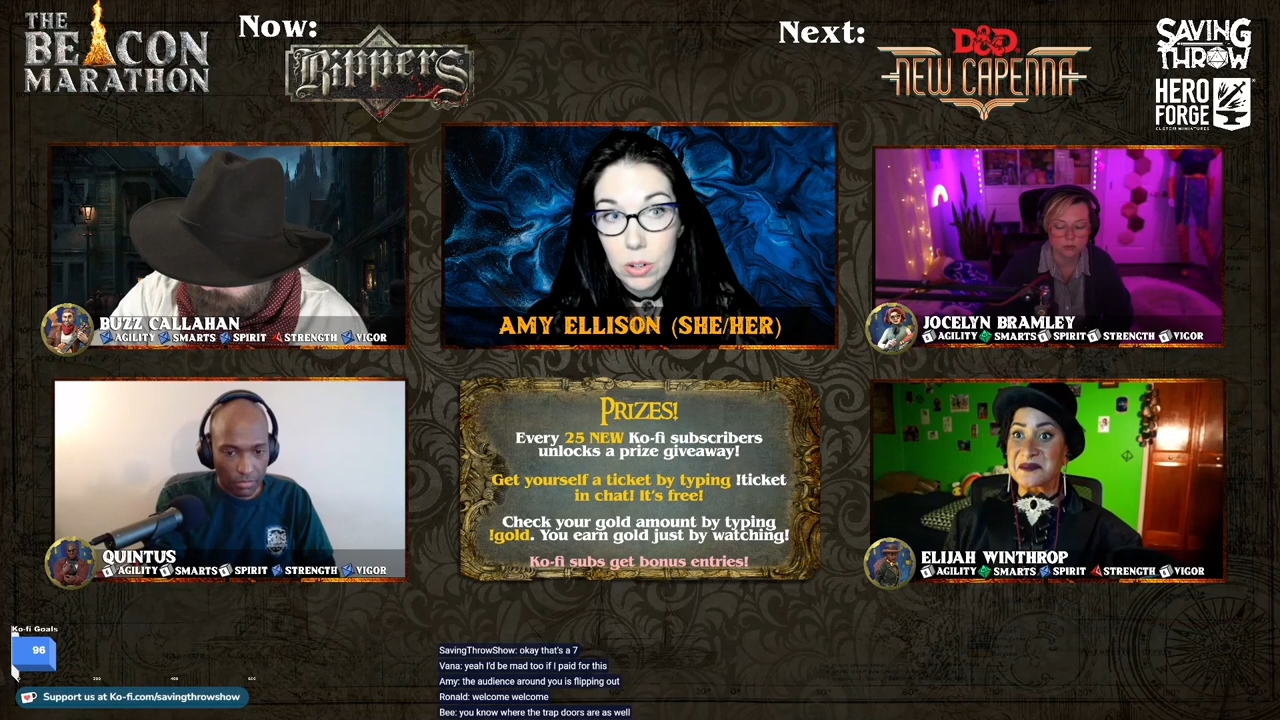 THE
BEACON
MARATHON
Now:
Rippers
Next:
D&D
NEW CAPENNA
SAVING
THROW
HERO
FORGE
CUSTOM MINIATURES
BUZZ CALLAHAN
AGILITY SMARTS SPIRIT STRENGTH VIGOR
AMY ELLISON (SHE/HER)
JOCELYN BRAMLEY
AGILITY SMARTS SPIRIT STRENGTH VIGOR
QUINTUS
AGILITY SMARTS SPIRIT STRENGTH VIGOR
PRIZES!
Every 25 NEW Ko-fi subscribers
unlocks a prize giveaway!
Get yourself a ticket by typing !ticket
in chat! It's free!
Check your gold amount by typing
!gold. You earn gold just by watching!
Ko-fi subs get bonus entries!
ELIJAH WINTHROP
AGILITY SMARTS SPIRIT STRENGTH VIGOR
Ko-fi Goals
96
Support us at Ko-fi.com/savingthrowshow
SavingThrowShow: okay that's a 7
Vana: yeah I'd be mad too if I paid for this
Amy: the audience around you is flipping out
Ronald: welcome welcome
Bee: you know where the trap doors are as well